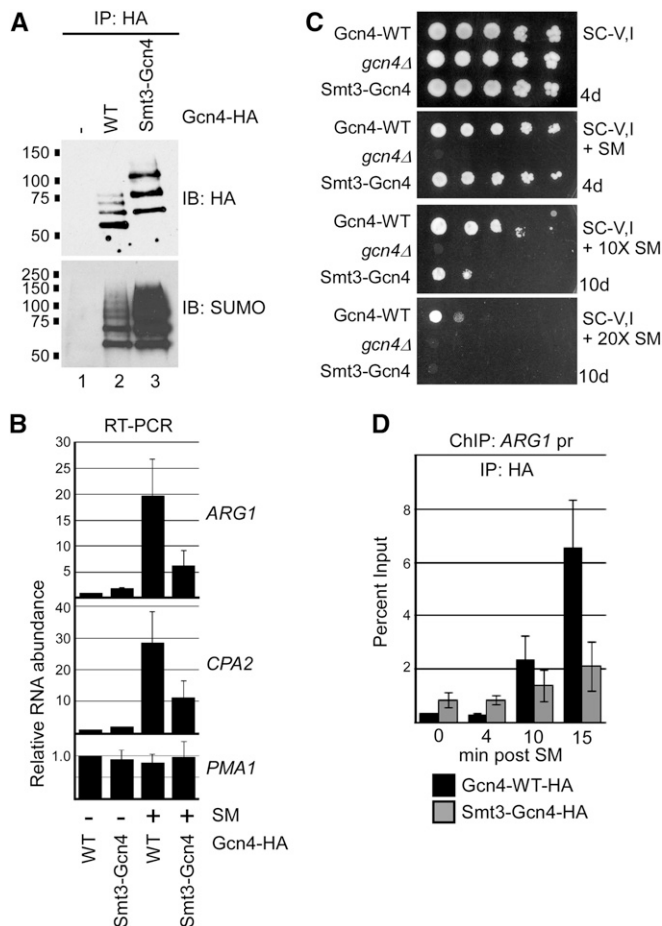 A
IP: HA
-
WT
Smt3-Gcn4
Gcn4-HA
150
100
75
50
IB: HA
250
150
100
75
50
IB: SUMO
1 2 3
B
RT-PCR
Relative RNA abundance
30
25
20
15
10
5
ARG1
40
30
20
10
CPA2
1.0
PMA1
- - + + SM
WT
Smt3-Gcn4
WT
Smt3-Gcn4
Gcn4-HA
C
Gcn4-WT
gcn4Δ
Smt3-Gcn4
SC-V,I
4d
Gcn4-WT
gcn4Δ
Smt3-Gcn4
SC-V,I
+ SM
4d
Gcn4-WT
gcn4Δ
Smt3-Gcn4
SC-V,I
+ 10X SM
10d
Gcn4-WT
gcn4Δ
Smt3-Gcn4
SC-V,I
+ 20X SM
10d
D
ChIP: ARG1 pr
IP: HA
Percent Input
8
6
4
2
0 4 10 15
min post SM
Gcn4-WT-HA
Smt3-Gcn4-HA